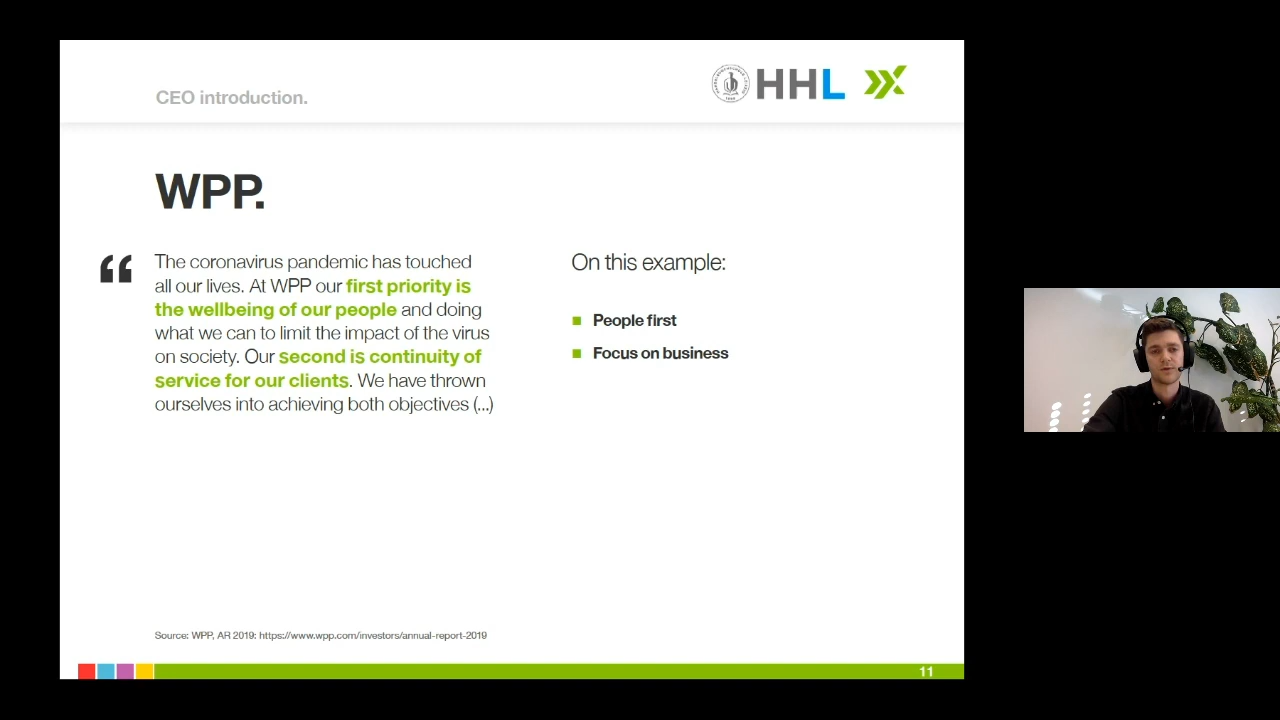 CEO introduction.
HHL
WPP.
“
The coronavirus pandemic has touched
all our lives. At WPP our first priority is
the wellbeing of our people and doing
what we can to limit the impact of the virus
on society. Our second is continuity of
service for our clients. We have thrown
ourselves into achieving both objectives (...)
On this example:
People first
Focus on business
Source: WPP, AR 2019: https://www.wpp.com/investors/annual-report-2019
11